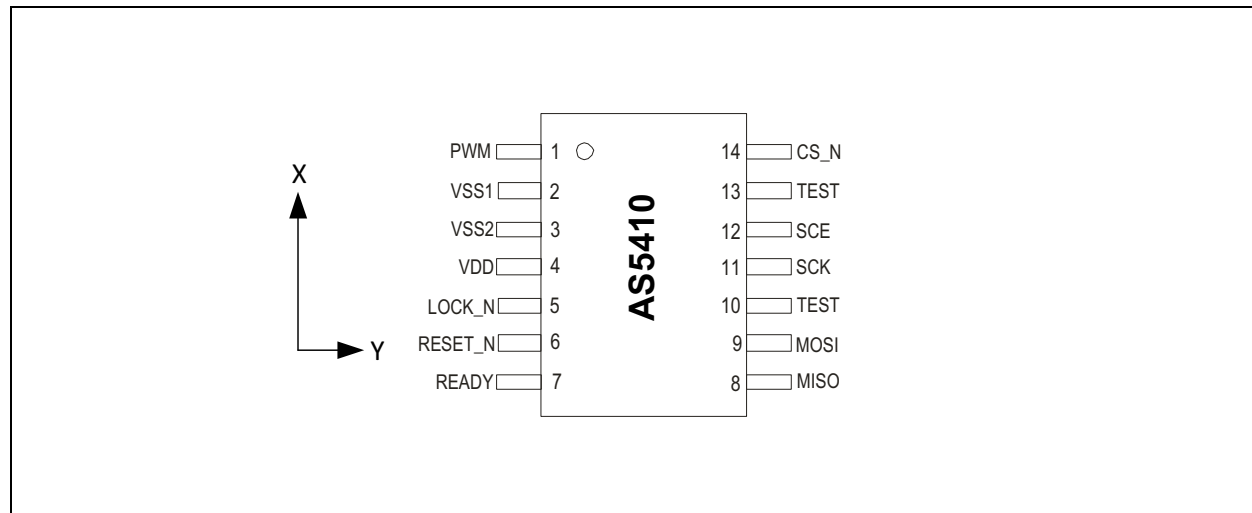 PWM 1 14 CS_N
X
VSS1 2 13 TEST
VSS2 3 12 SCE
VDD 4 11 SCK
LOCK_N 5 10 TEST
RESET_N 6 9 MOSI
Y
READY 7 8 MISO
AS5410